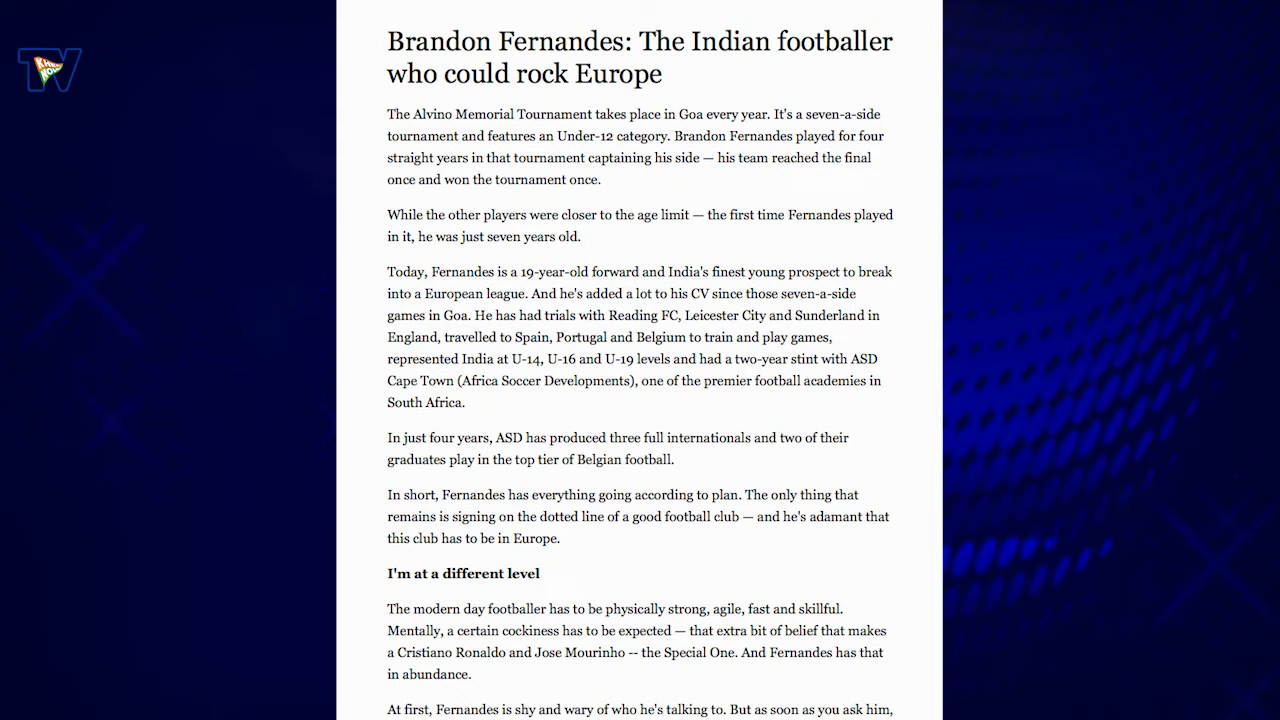 TV
KHEL
NOW
Brandon Fernandes: The Indian footballer
who could rock Europe
The Alvino Memorial Tournament takes place in Goa every year. It's a seven-a-side
tournament and features an Under-12 category. Brandon Fernandes played for four
straight years in that tournament captaining his side — his team reached the final
once and won the tournament once.
While the other players were closer to the age limit — the first time Fernandes played
in it, he was just seven years old.
Today, Fernandes is a 19-year-old forward and India's finest young prospect to break
into a European league. And he's added a lot to his CV since those seven-a-side
games in Goa. He has had trials with Reading FC, Leicester City and Sunderland in
England, travelled to Spain, Portugal and Belgium to train and play games,
represented India at U-14, U-16 and U-19 levels and had a two-year stint with ASD
Cape Town (Africa Soccer Developments), one of the premier football academies in
South Africa.
In just four years, ASD has produced three full internationals and two of their
graduates play in the top tier of Belgian football.
In short, Fernandes has everything going according to plan. The only thing that
remains is signing on the dotted line of a good football club — and he's adamant that
this club has to be in Europe.
I'm at a different level
The modern day footballer has to be physically strong, agile, fast and skillful.
Mentally, a certain cockiness has to be expected — that extra bit of belief that makes
a Cristiano Ronaldo and Jose Mourinho -- the Special One. And Fernandes has that
in abundance.
At first, Fernandes is shy and wary of who he's talking to. But as soon as you ask him,